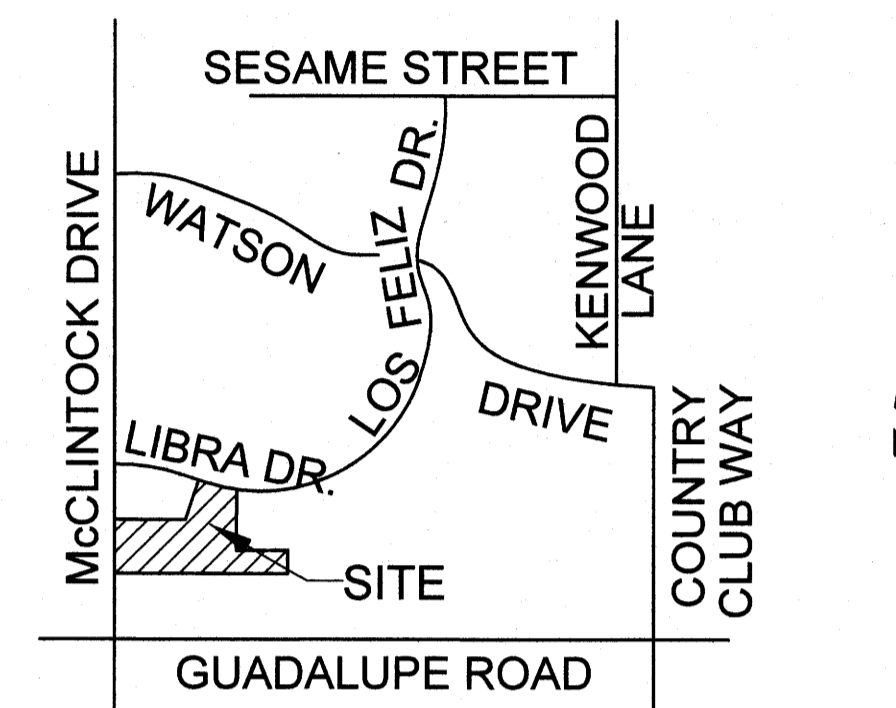 SESAME STREET
McCLINTOCK DRIVE
WATSON
DRIVE
LOS FELIZ DR.
KENWOOD
LANE
LIBRA DR.
COUNTRY
CLUB WAY
SITE
GUADALUPE ROAD